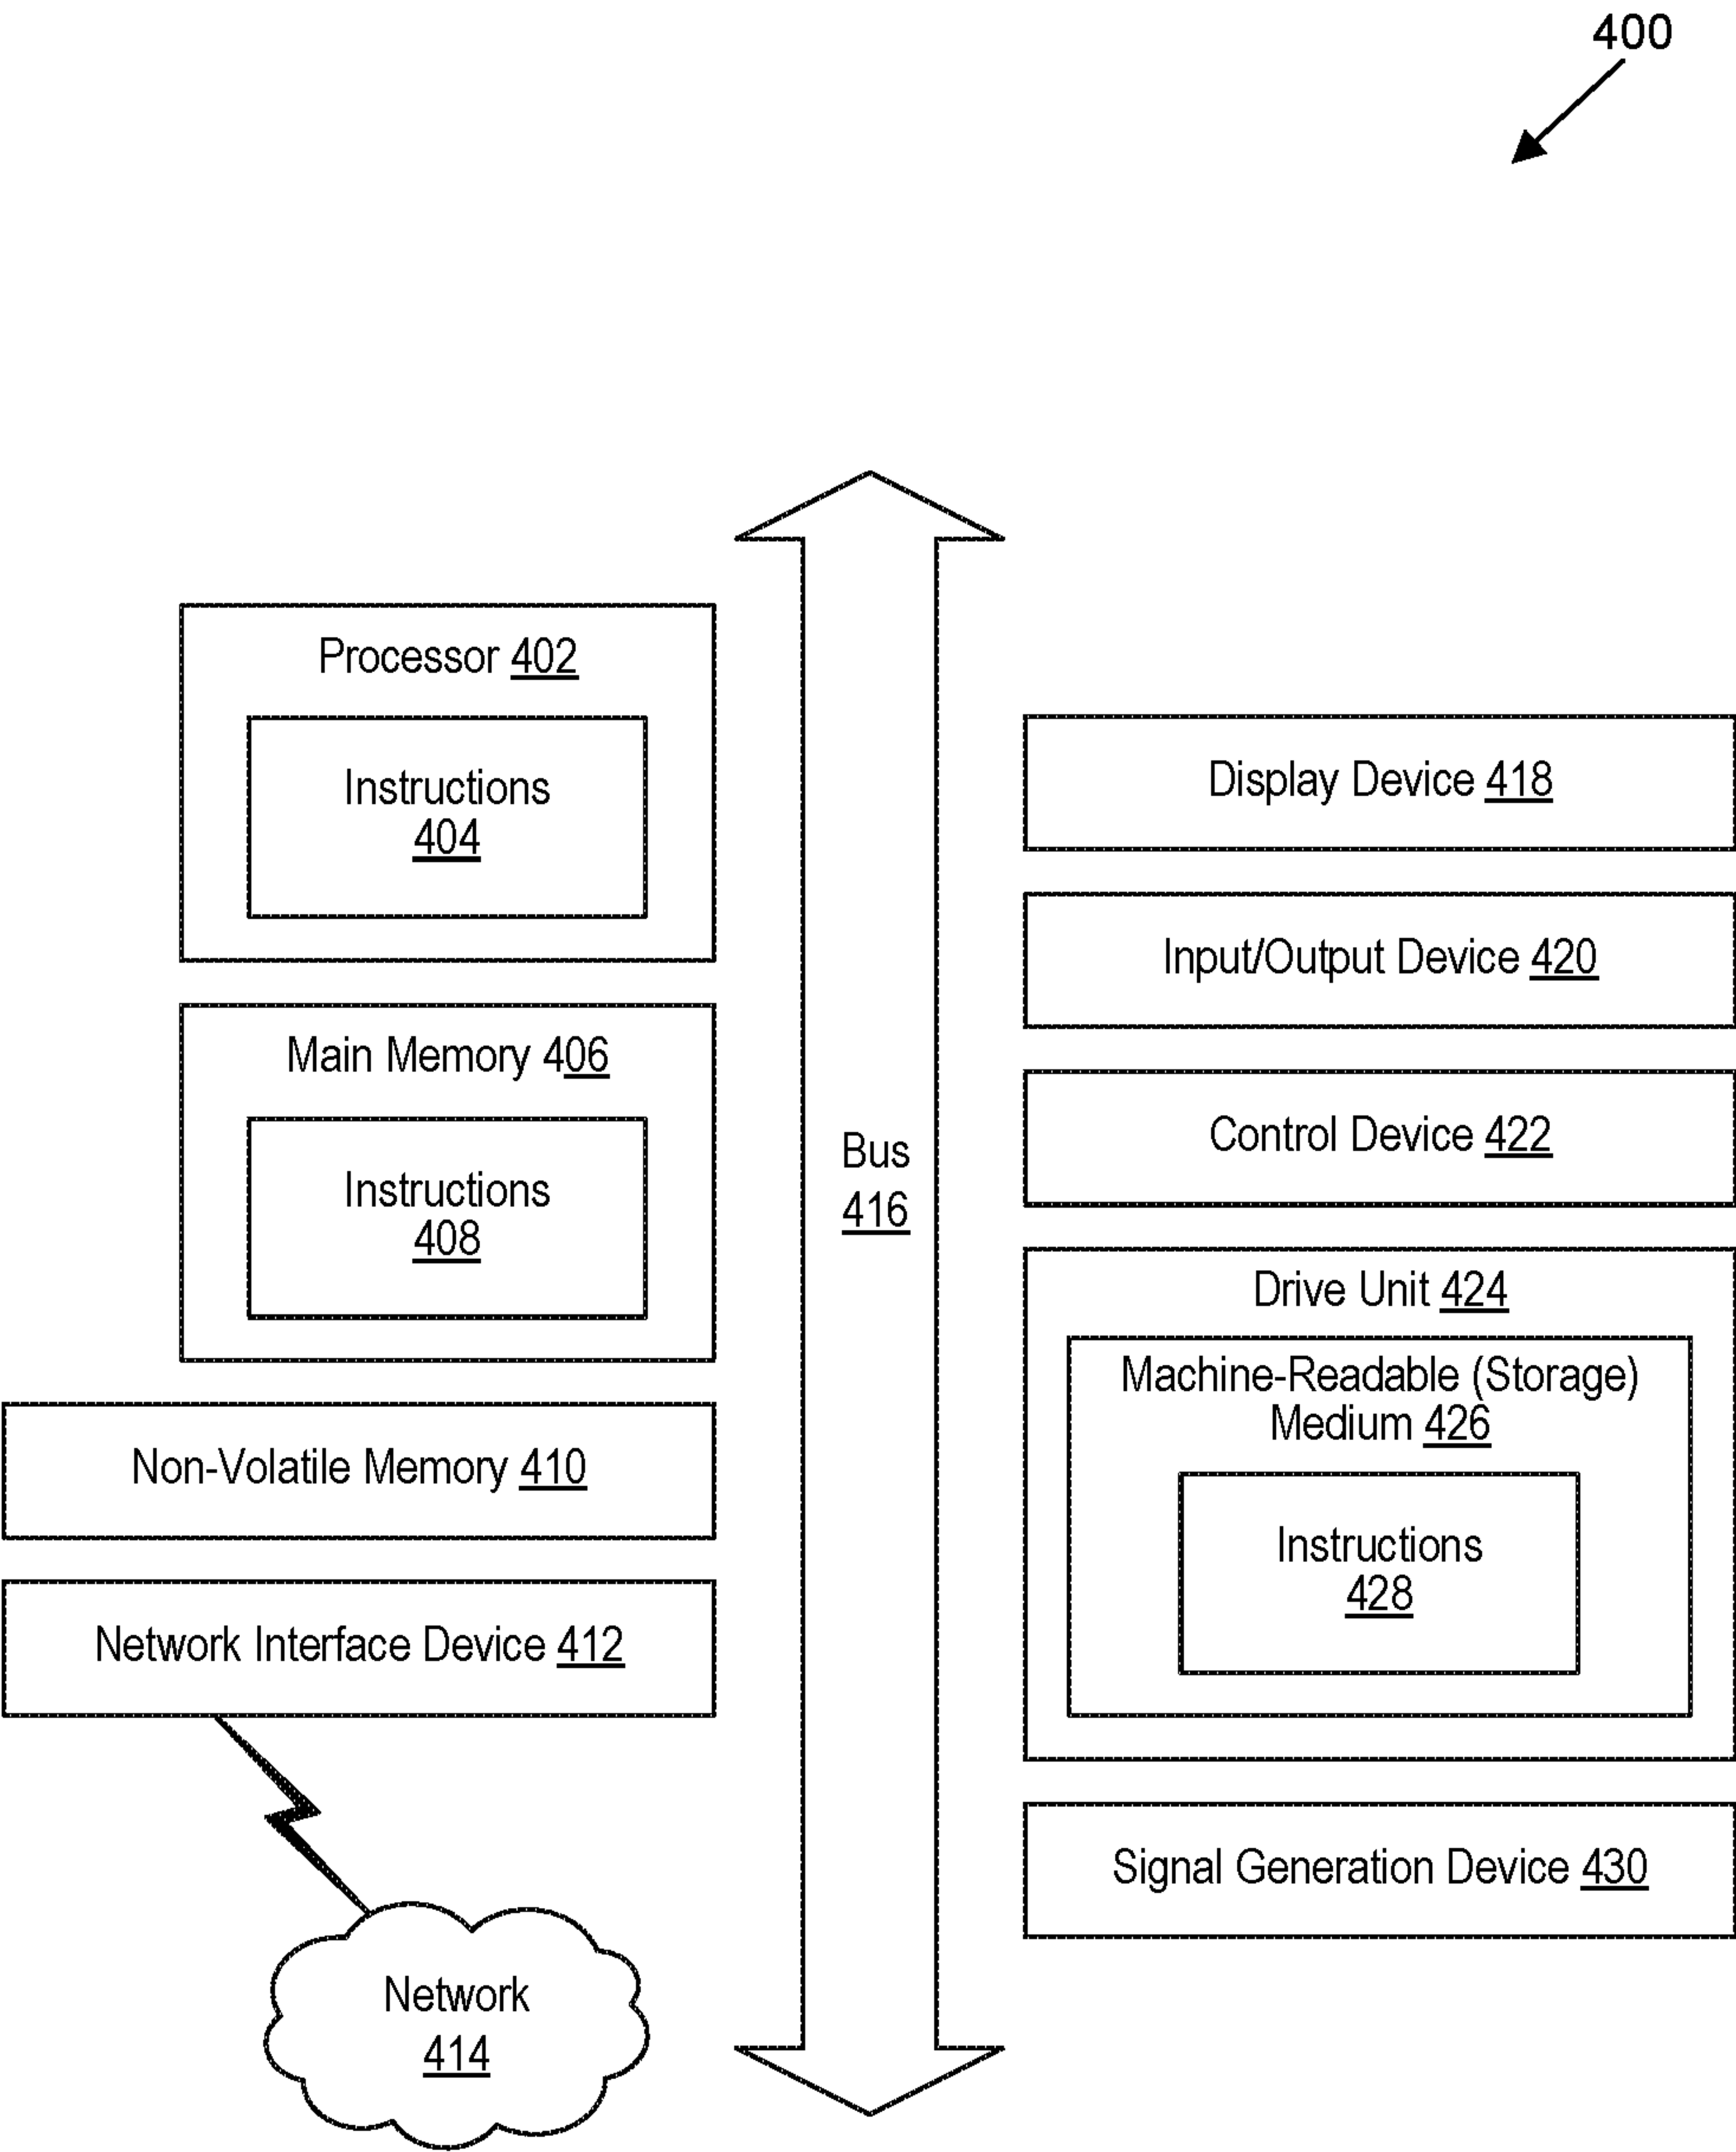 400
Processor 402
Instructions
404
Main Memory 406
Instructions
408
Non-Volatile Memory 410
Network Interface Device 412
Network
414
Bus
416
Display Device 418
Input/Output Device 420
Control Device 422
Drive Unit 424
Machine-Readable (Storage)
Medium 426
Instructions
428
Signal Generation Device 430